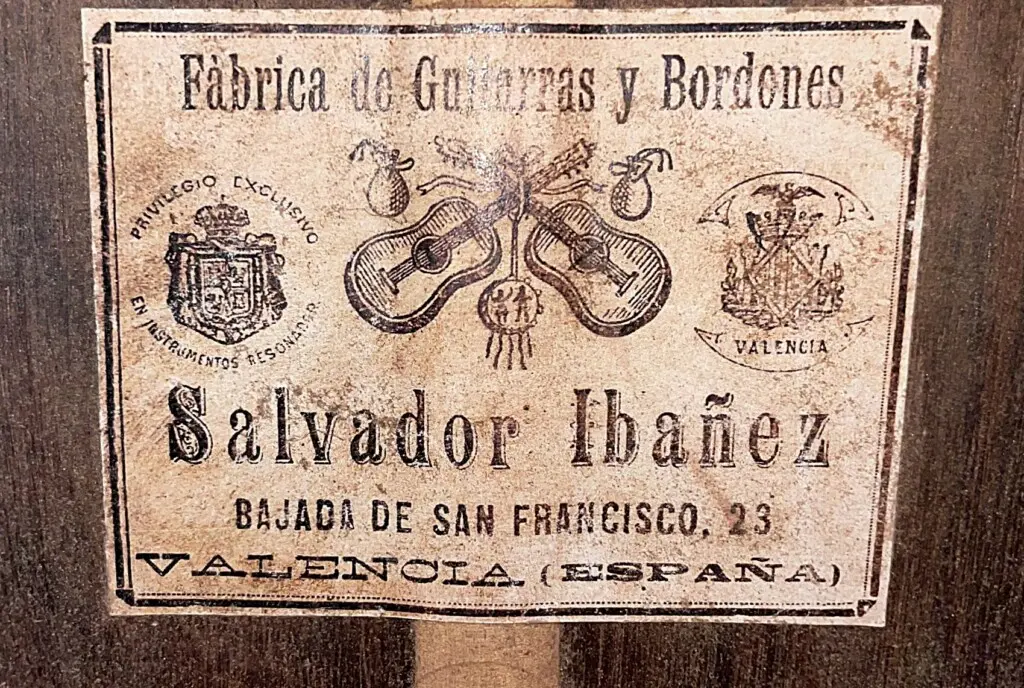 Fàbrica de Guitarras y Bordones
PRIVILEGIO EXCLUSIVO
EN INSTRUMENTOS RESONADOR
VALENCIA
Salvador Ibañez
BAJADA DE SAN FRANCISCO, 23
VALENCIA (ESPAÑA)